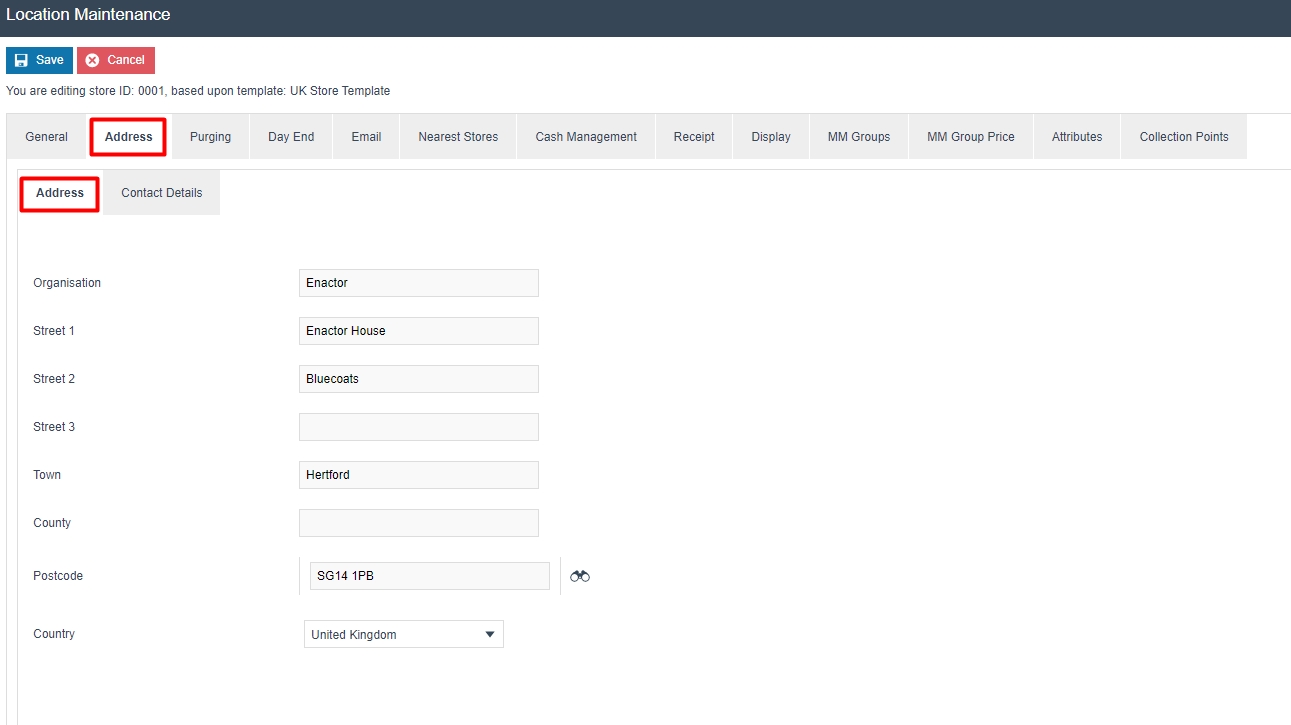 Location Maintenance
Save Cancel
You are editing store ID: 0001, based upon template: UK Store Template
General Address Purging Day End Email Nearest Stores Cash Management Receipt Display MM Groups MM Group Price Attributes Collection Points
Address Contact Details
Organisation Enactor
Street 1 Enactor House
Street 2 Bluecoats
Street 3
Town Hertford
County
Postcode SG14 1PB
Country United Kingdom